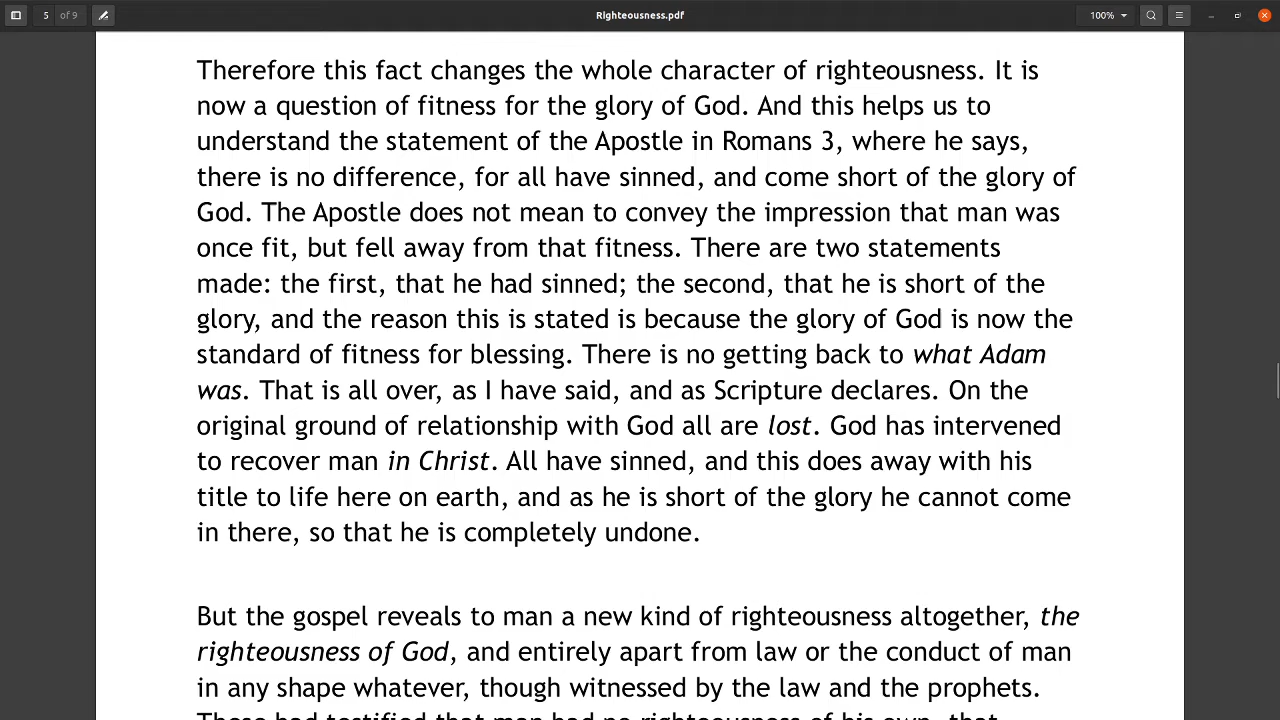 5 of 9
Righteousness.pdf
100%
Therefore this fact changes the whole character of righteousness. It is
now a question of fitness for the glory of God. And this helps us to
understand the statement of the Apostle in Romans 3, where he says,
there is no difference, for all have sinned, and come short of the glory of
God. The Apostle does not mean to convey the impression that man was
once fit, but fell away from that fitness. There are two statements
made: the first, that he had sinned; the second, that he is short of the
glory, and the reason this is stated is because the glory of God is now the
standard of fitness for blessing. There is no getting back to what Adam
was. That is all over, as I have said, and as Scripture declares. On the
original ground of relationship with God all are lost. God has intervened
to recover man in Christ. All have sinned, and this does away with his
title to life here on earth, and as he is short of the glory he cannot come
in there, so that he is completely undone.
But the gospel reveals to man a new kind of righteousness altogether, the
righteousness of God, and entirely apart from law or the conduct of man
in any shape whatever, though witnessed by the law and the prophets.
These had testified that man had no righteousness of his own, that